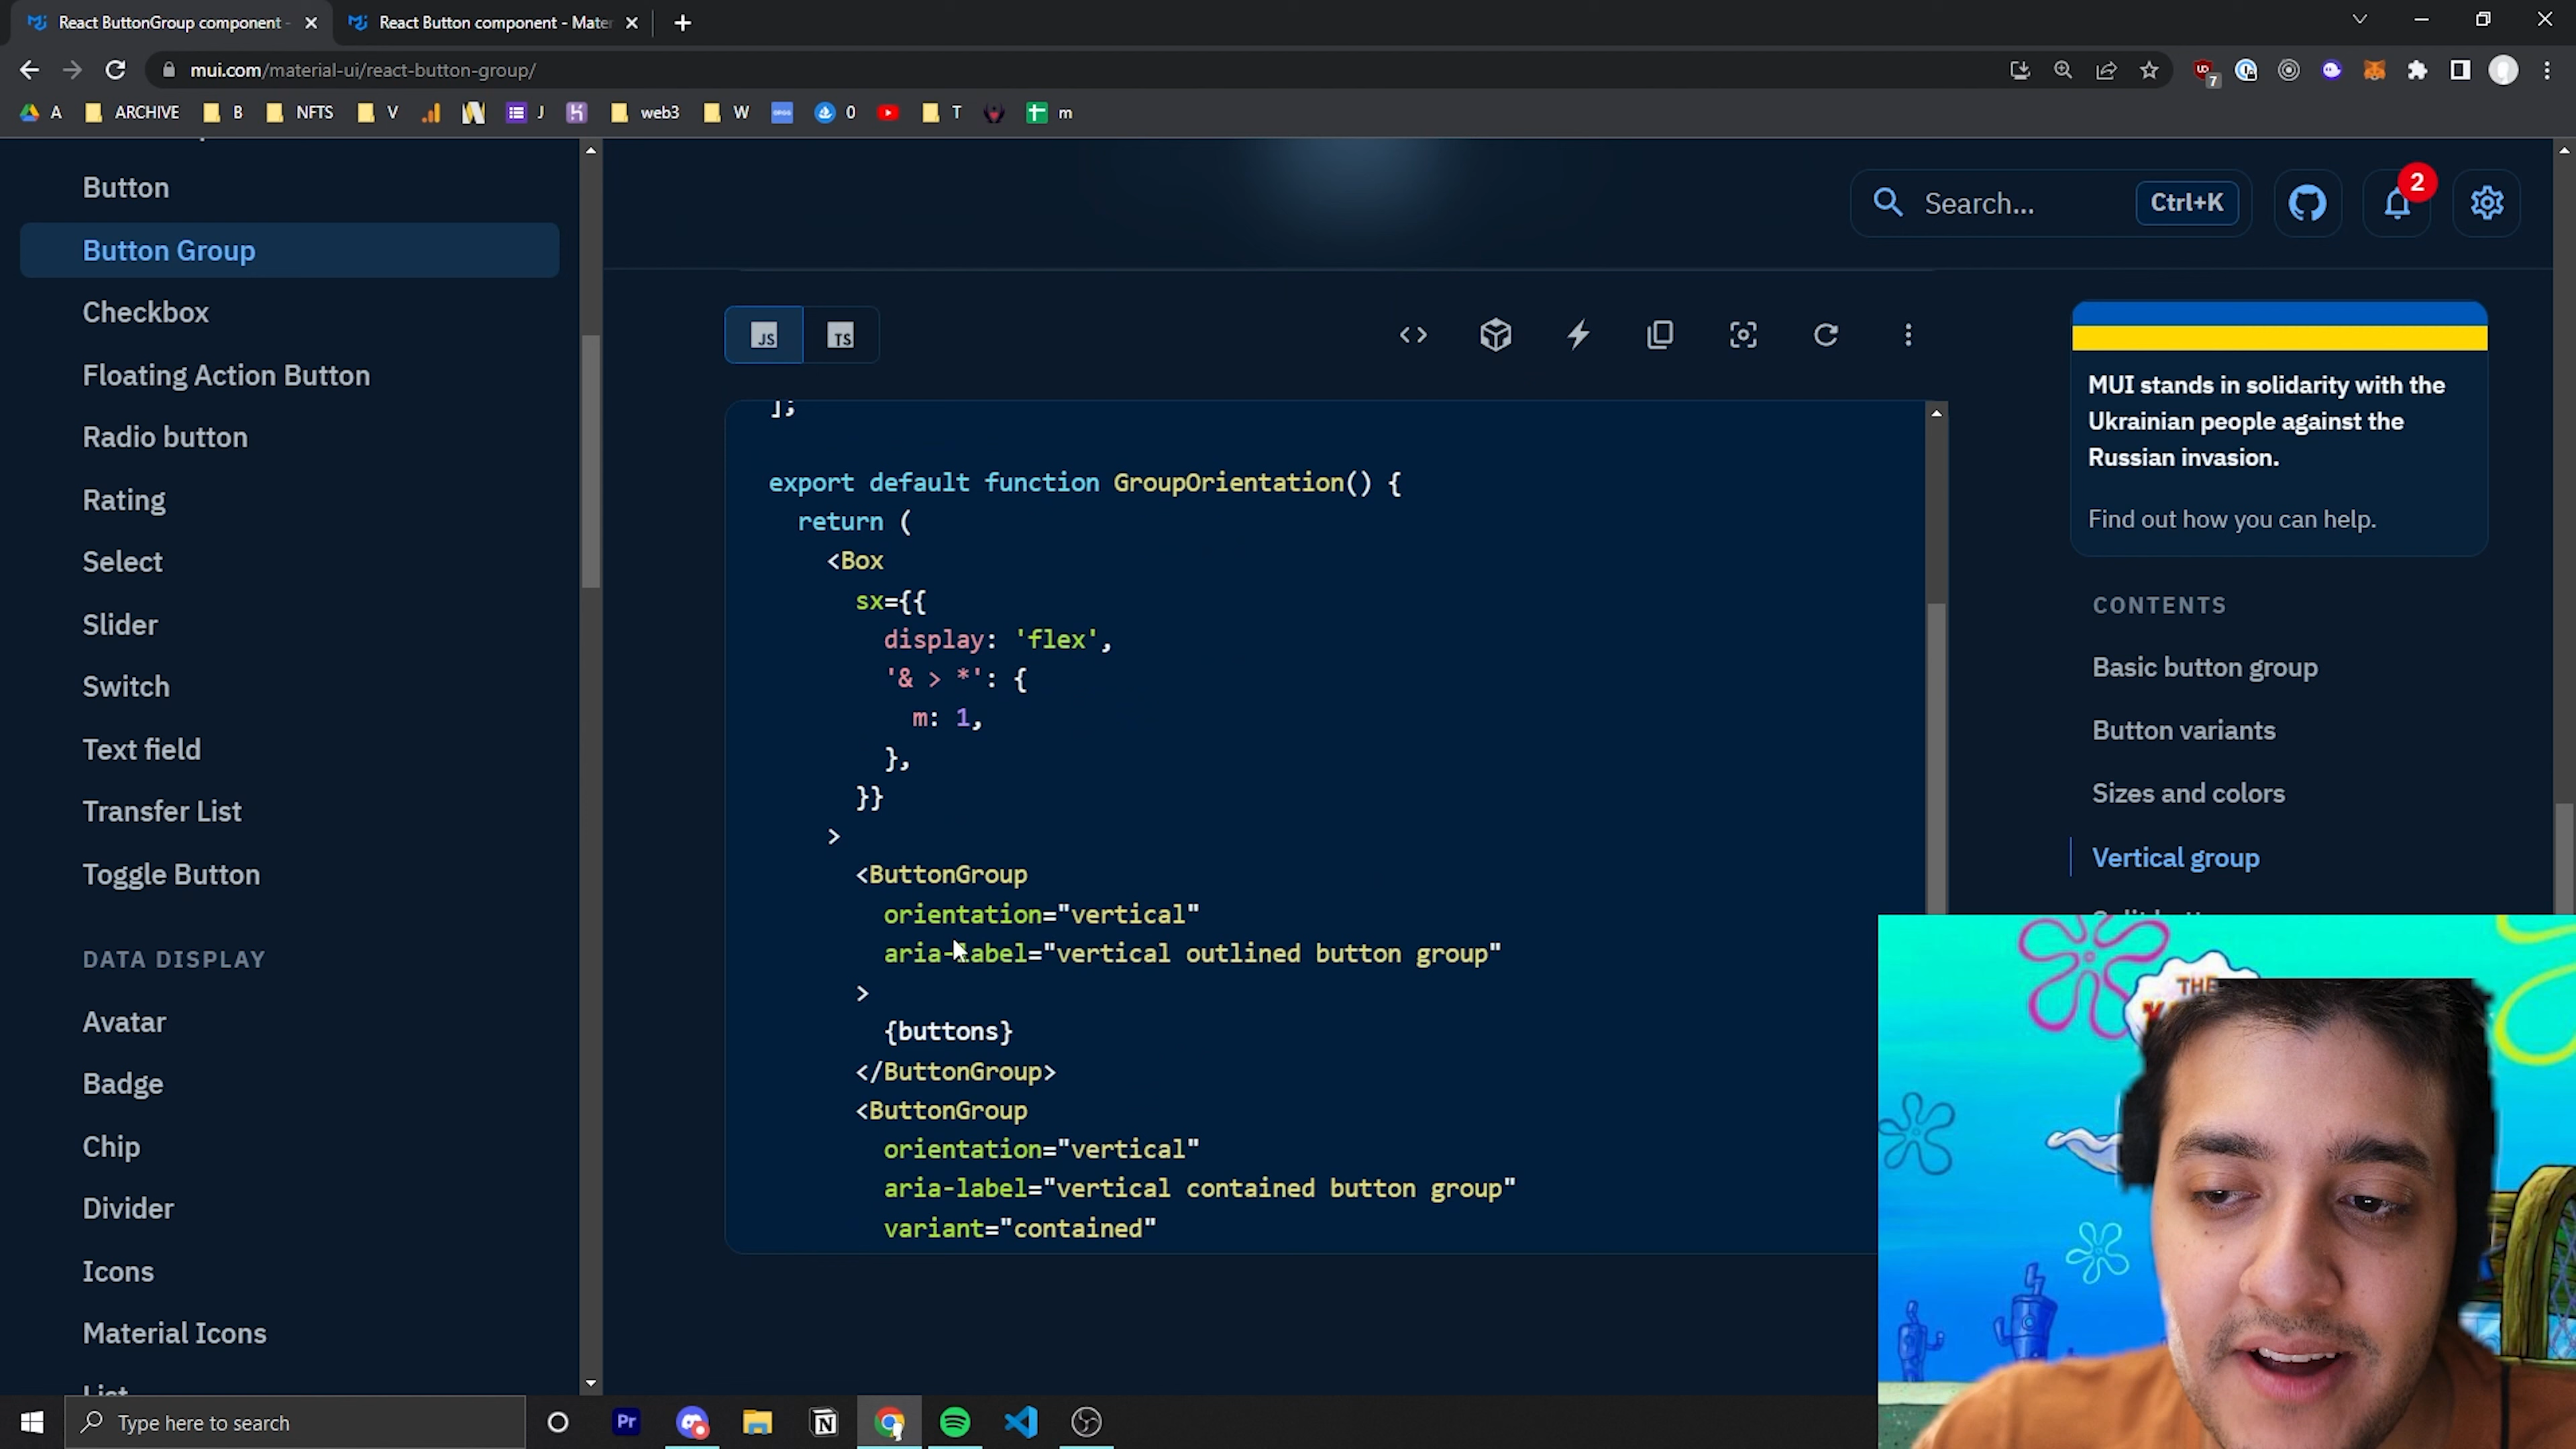 React ButtonGroup component -
React Button component - Mater
mui.com/material-ui/react-button-group/
7
A
ARCHIVE
B
NFTS
V
J
web3
W
0
T
m
Button
Button Group
Checkbox
Floating Action Button
Radio button
Rating
Select
Slider
Switch
Text field
Transfer List
Toggle Button
DATA DISPLAY
Avatar
Badge
Chip
Divider
Icons
Material Icons
List
Search...
Ctrl+K
2
JS
TS
];
export default function GroupOrientation() {
return (
<Box
sx={{
display: 'flex',
'& > *': {
m: 1,
},
}}
>
<ButtonGroup
orientation="vertical"
aria-label="vertical outlined button group"
>
{buttons}
</ButtonGroup>
<ButtonGroup
orientation="vertical"
aria-label="vertical contained button group"
variant="contained"
MUI stands in solidarity with the
Ukrainian people against the
Russian invasion.
Find out how you can help.
CONTENTS
Basic button group
Button variants
Sizes and colors
Vertical group
THE
Type here to search
Pr